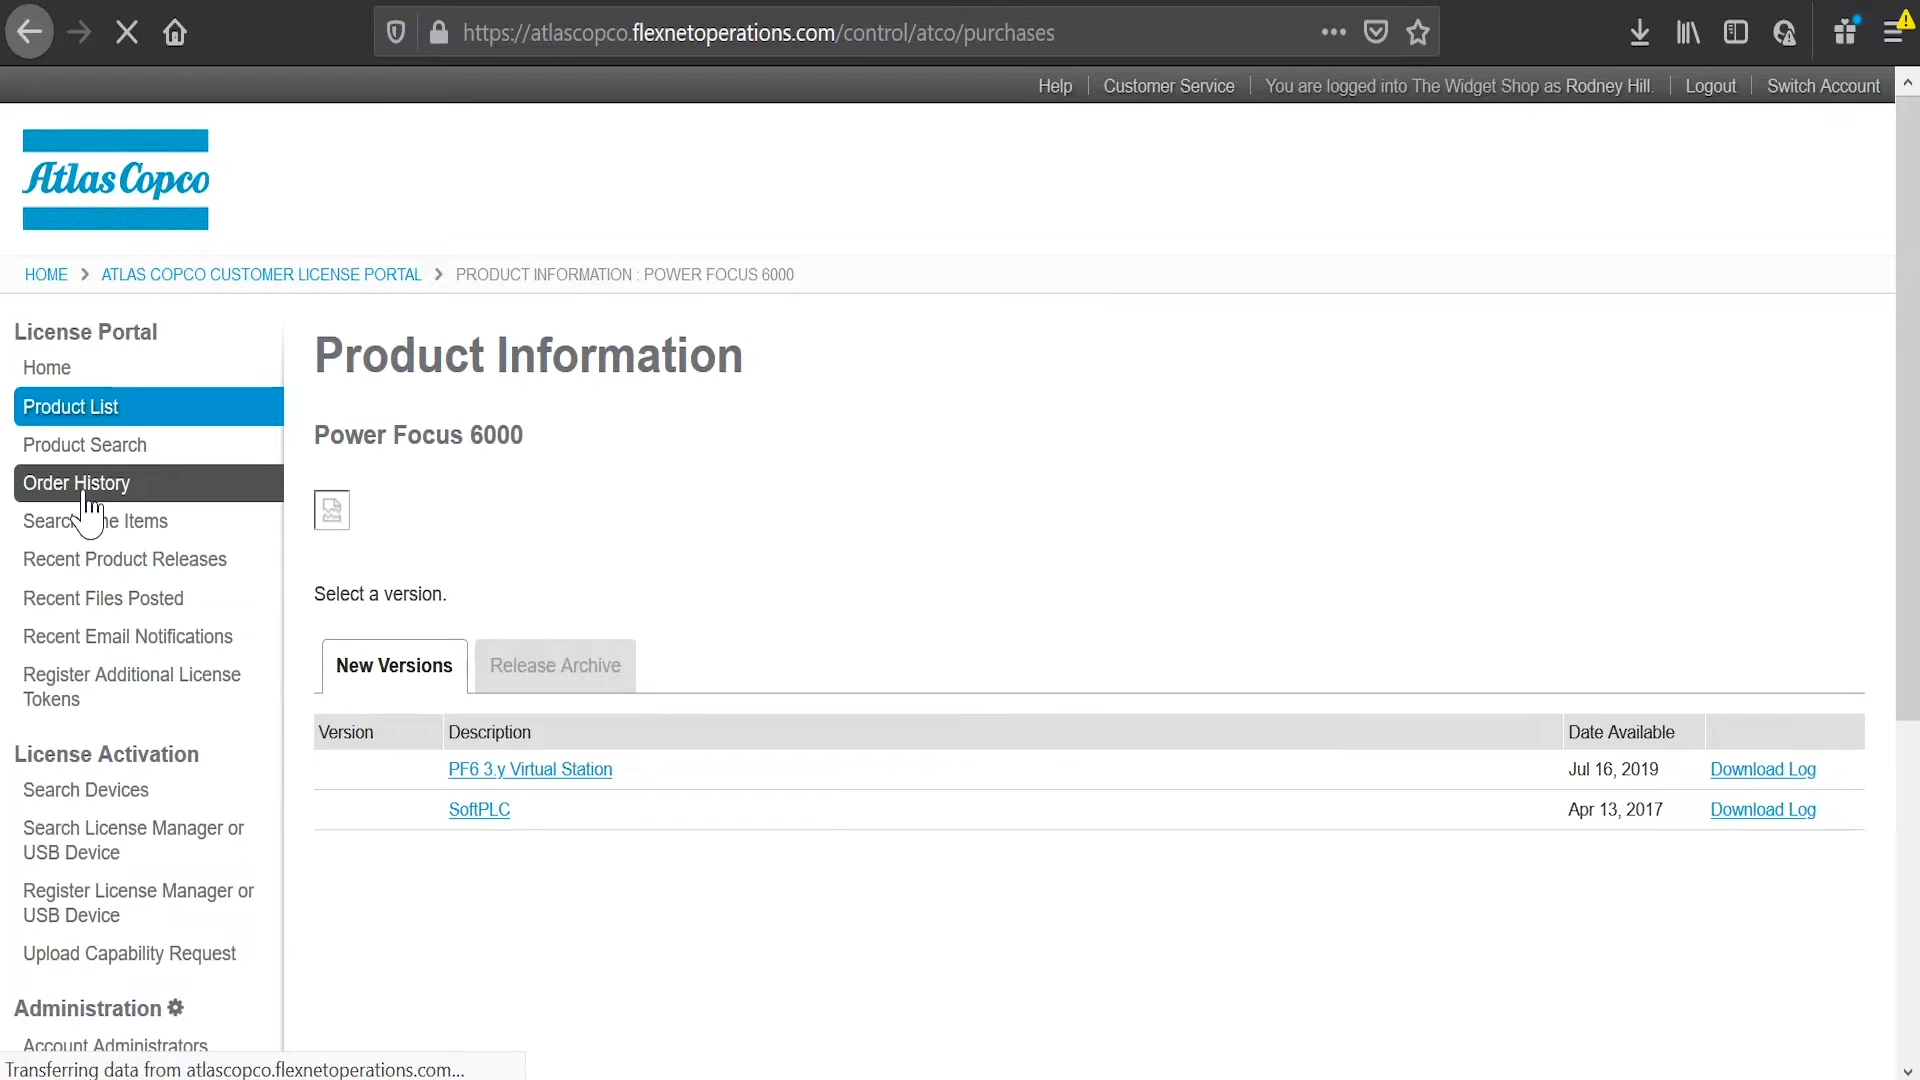 https://atlascopco.flexnetoperations.com/control/atco/purchases
Help
Customer Service
You are logged into The Widget Shop as Rodney Hill.
Logout
Switch Account
Atlas Copco
HOME > ATLAS COPCO CUSTOMER LICENSE PORTAL > PRODUCT INFORMATION : POWER FOCUS 6000
License Portal
Home
Product List
Product Search
Order History
Search he Items
Recent Product Releases
Recent Files Posted
Recent Email Notifications
Register Additional License
Tokens
License Activation
Search Devices
Search License Manager or
USB Device
Register License Manager or
USB Device
Upload Capability Request
Administration
Account Administrators
Product Information
Power Focus 6000
Select a version.
New Versions
Release Archive
Version Description Date Available
PF6 3.y Virtual Station Jul 16, 2019 Download Log
SoftPLC Apr 13, 2017 Download Log
Transferring data from atlascopco.flexnetoperations.com...